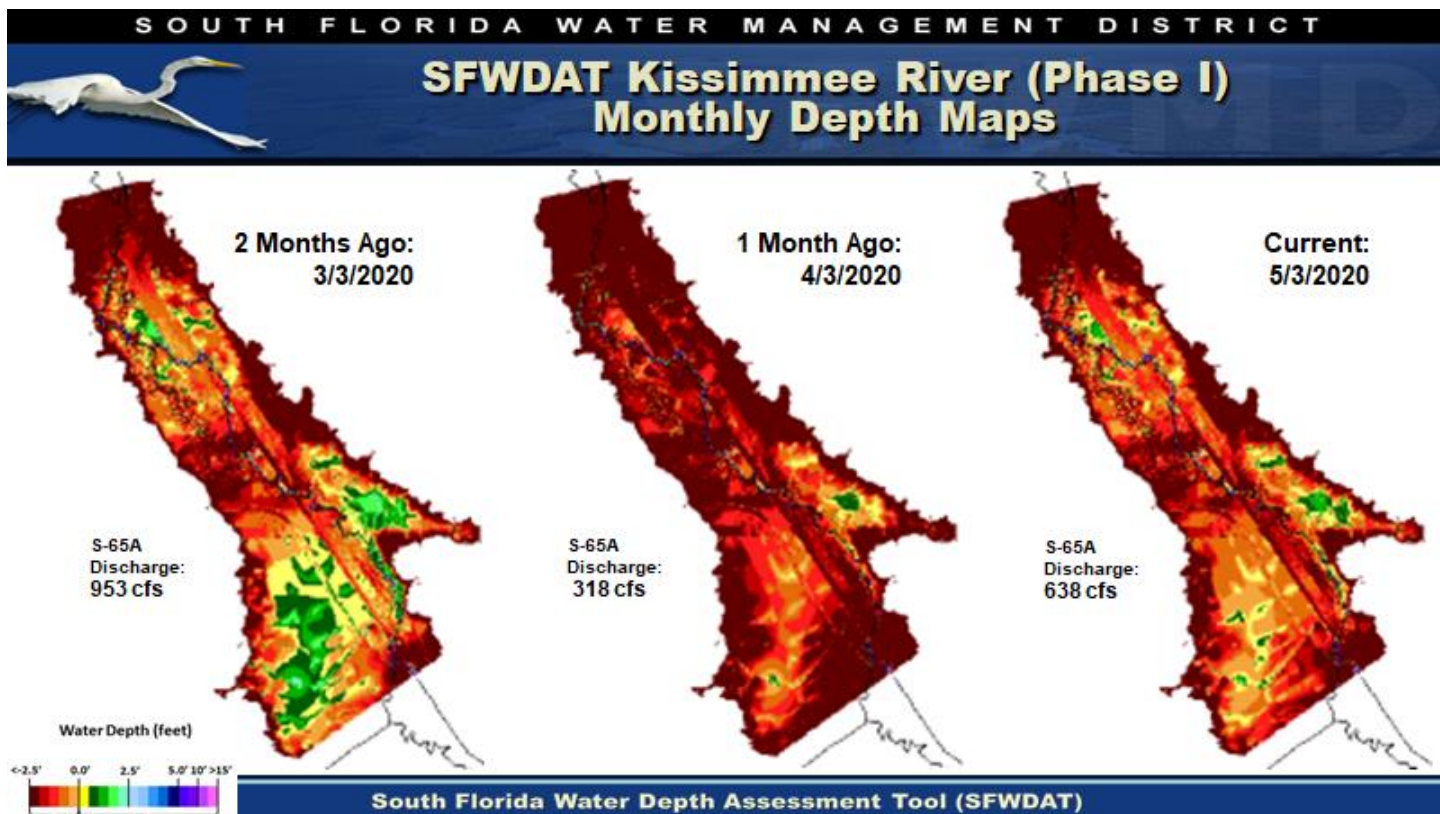 SOUTH FLORIDA WATER MANAGEMENT DISTRICT
SFWDAT Kissimmee River (Phase I)
Monthly Depth Maps
2 Months Ago:
3/3/2020
1 Month Ago:
4/3/2020
Current:
5/3/2020
S-65A
Discharge:
953 cfs
S-65A
Discharge:
318 cfs
S-65A
Discharge:
638 cfs
Water Depth (feet)
<-2.5' 0.0' 2.5' 5.0' 10' >15'
South Florida Water Depth Assessment Tool (SFWDAT)